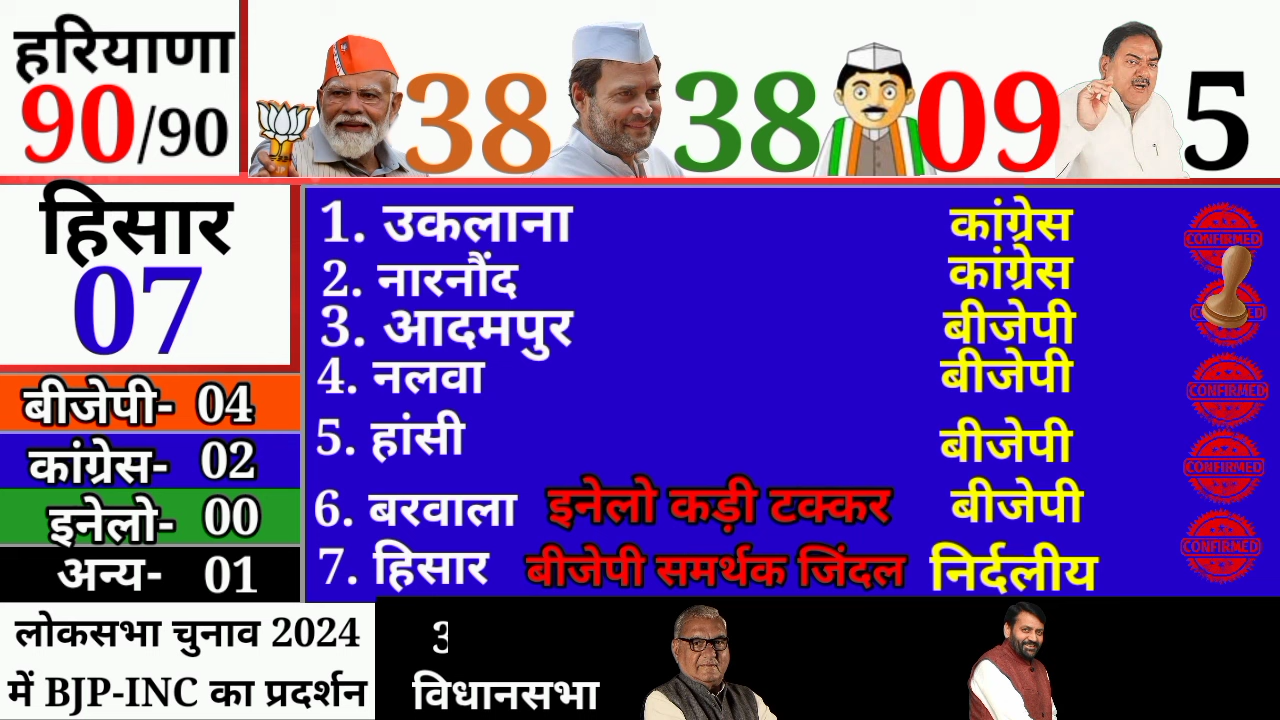 हरियाणा
90/90
38
38
09
5
हिसार
07
1. उकलाना कांग्रेस CONFIRMED
2. नारनौंद कांग्रेस
3. आदमपुर बीजेपी
4. नलवा बीजेपी CONFIRMED
5. हांसी बीजेपी CONFIRMED
6. बरवाला इनेलो कड़ी टक्कर बीजेपी
7. हिसार बीजेपी समर्थक जिंदल निर्दलीय CONFIRMED
बीजेपी- 04
कांग्रेस- 02
इनेलो- 00
अन्य- 01
लोकसभा चुनाव 2024
में BJP-INC का प्रदर्शन
विधानसभा